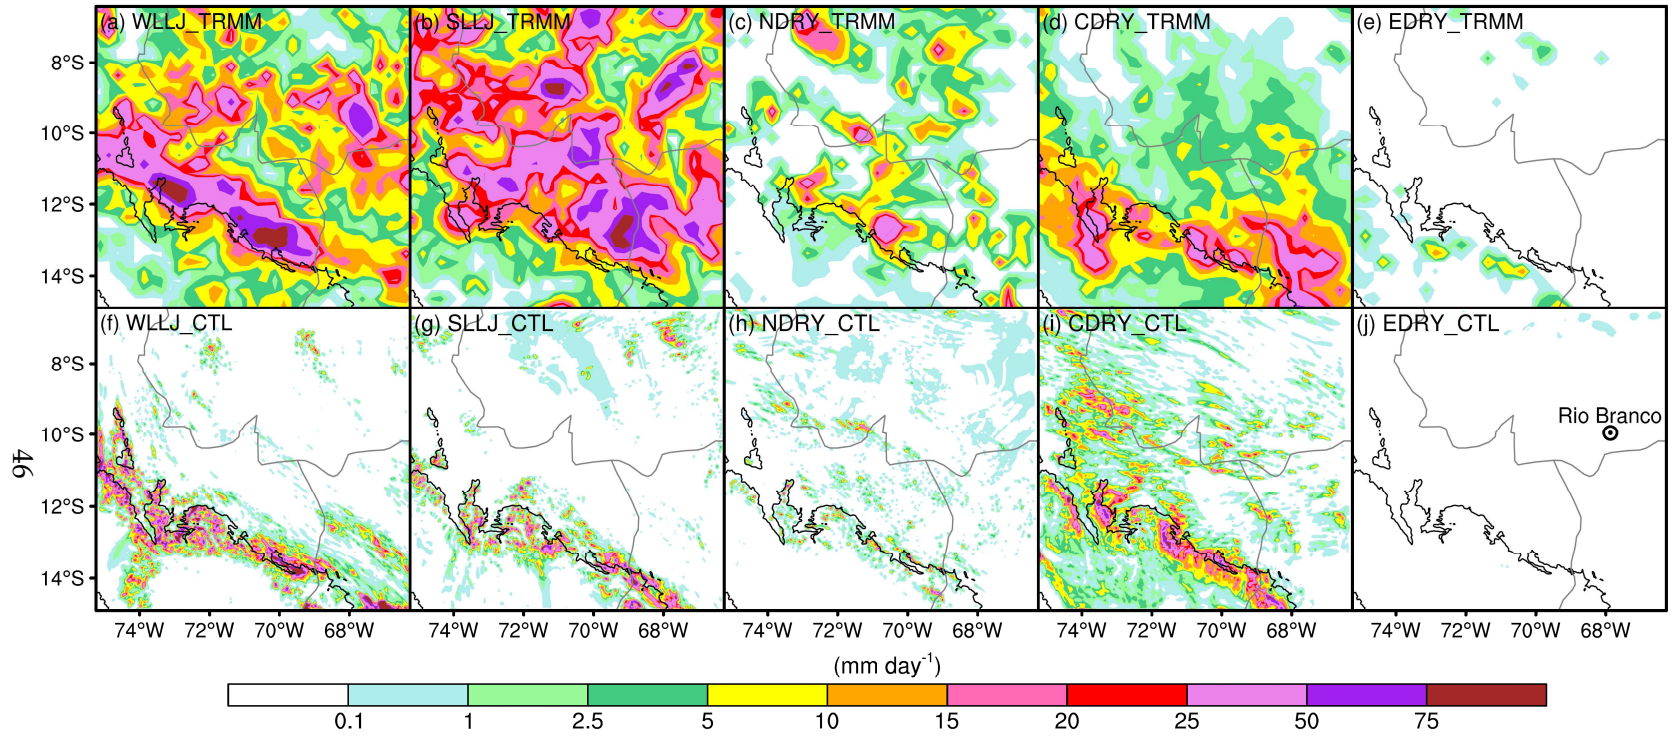 (a) WLLJ_TRMM (b) SLLJ_TRMM (c) NDRY_TRMM (d) CDRY_TRMM (e) EDRY_TRMM
8°S
10°S
12°S
14°S
(f) WLLJ_CTL (g) SLLJ_CTL (h) NDRY_CTL (i) CDRY_CTL (j) EDRY_CTL
8°S
Rio Branco
10°S
46
12°S
14°S
74°W 72°W 70°W 68°W 74°W 72°W 70°W 68°W 74°W 72°W 70°W 68°W 74°W 72°W 70°W 68°W 74°W 72°W 70°W 68°W
(mm day⁻¹)
0.1 1 2.5 5 10 15 20 25 50 75